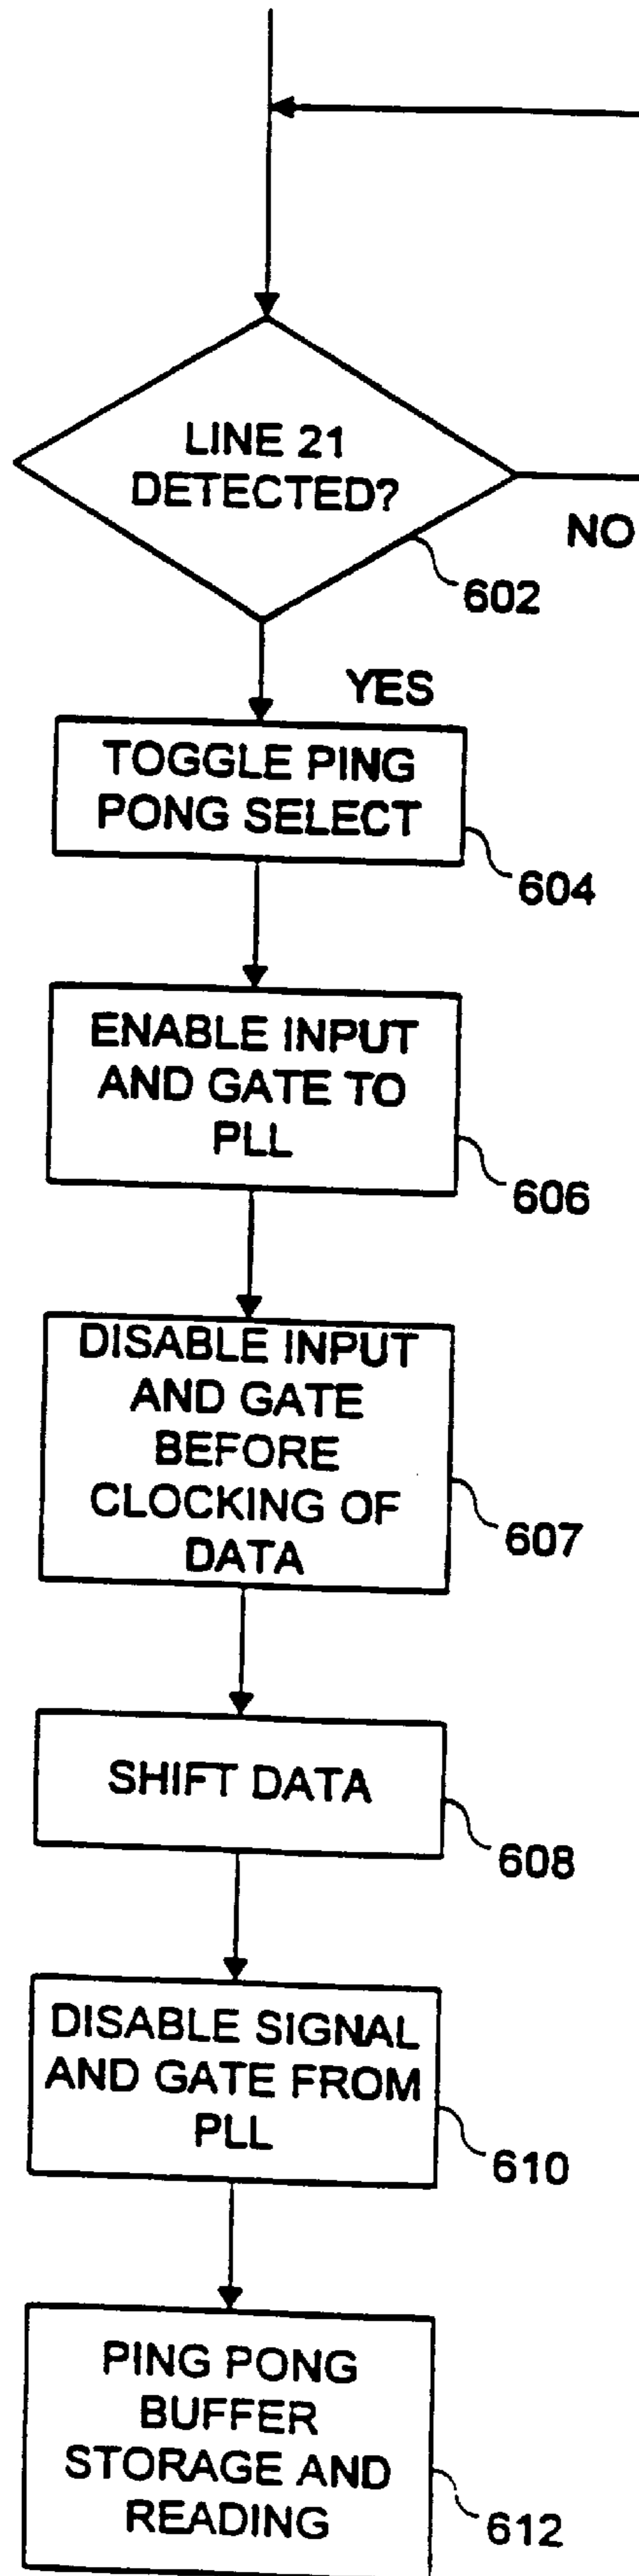 LINE 21
DETECTED?
NO
602
YES
TOGGLE PING
PONG SELECT
604
ENABLE INPUT
AND GATE TO
PLL
606
DISABLE INPUT
AND GATE
BEFORE
CLOCKING OF
DATA
607
SHIFT DATA
608
DISABLE SIGNAL
AND GATE FROM
PLL
610
PING PONG
BUFFER
STORAGE AND
READING
612